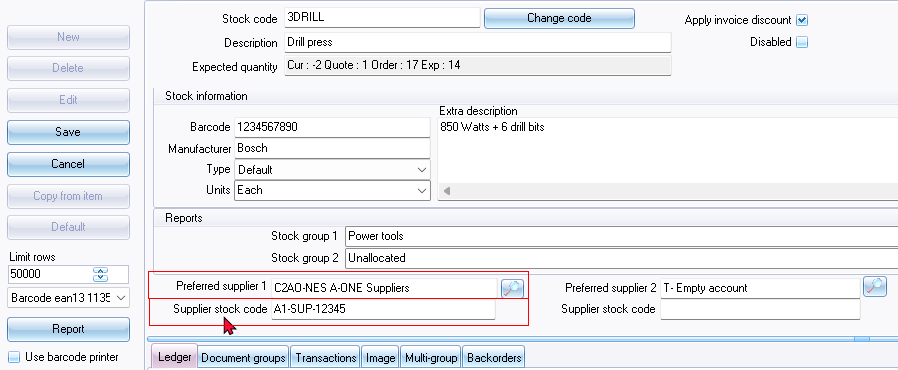 New
Delete
Edit
Save
Cancel
Copy from item
Default
Limit rows
50000
Barcode ean13 1135
Report
Use barcode printer
Stock code 3DRILL Change code Apply invoice discount
Description Drill press Disabled
Expected quantity Cur : -2 Quote : 1 Order : 17 Exp : 14
Stock information
Extra description
Barcode 1234567890 850 Watts + 6 drill bits
Manufacturer Bosch
Type Default
Units Each
Reports
Stock group 1 Power tools
Stock group 2 Unallocated
Preferred supplier 1 C2AO-NES A-ONE Suppliers Preferred supplier 2 T- Empty account
Supplier stock code A1-SUP-12345 Supplier stock code
Ledger Document groups Transactions Image Multi-group Backorders